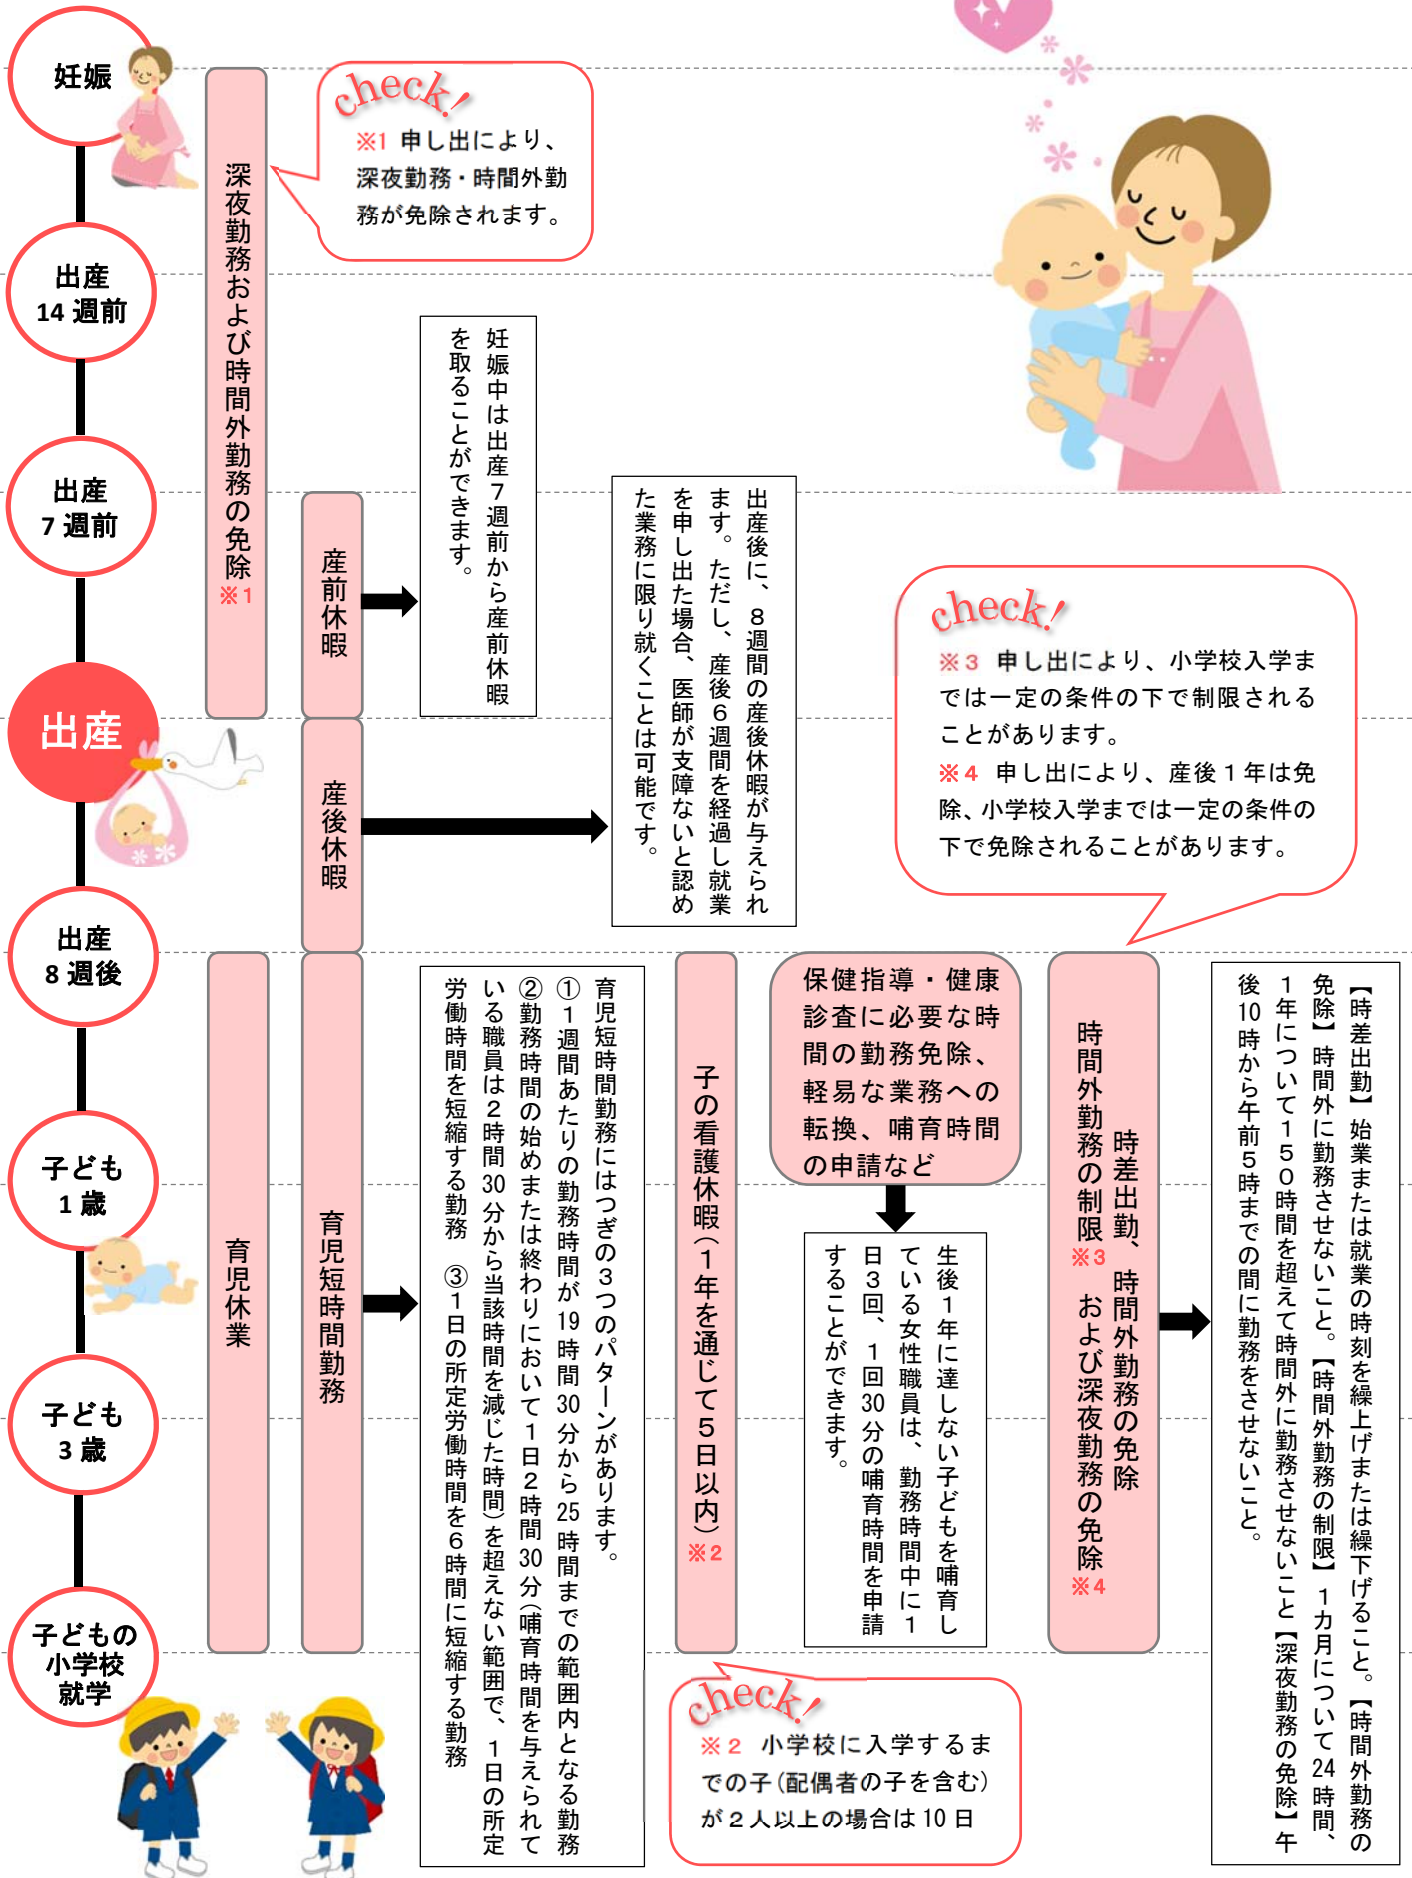 妊娠
出産
14 週前
出産
7 週前
出産
出産
8 週後
子ども
1 歳
子ども
3 歳
子どもの
小学校
就学
深夜勤務および時間外勤務の免除※1
check!
※1 申し出により、
深夜勤務・時間外勤
務が免除されます。
産前休暇
妊娠中は出産７週前から産前休暇
を取ることができます。
産後休暇
出産後に、８週間の産後休暇が与えられ
ます。ただし、産後６週間を経過し就業
を申し出た場合、医師が支障ないと認め
た業務に限り就くことは可能です。
check!
※３ 申し出により、小学校入学ま
では一定の条件の下で制限される
ことがあります。
※４ 申し出により、産後１年は免
除、小学校入学までは一定の条件の
下で免除されることがあります。
育児休業
育児短時間勤務
育児短時間勤務にはつぎの３つのパターンがあります。
①１週間あたりの勤務時間が 19 時間 30 分から 25 時間までの範囲内となる勤務
②勤務時間の始めまたは終わりにおいて１日２時間 30 分（哺育時間を与えられて
いる職員は２時間 30 分から当該時間を減じた時間）を超えない範囲で、１日の所定
労働時間を短縮する勤務 ③１日の所定労働時間を６時間に短縮する勤務
子の看護休暇（１年を通じて５日以内）※２
check!
※２ 小学校に入学するま
での子(配偶者の子を含む)
が２人以上の場合は 10 日
保健指導・健康
診査に必要な時
間の勤務免除、
軽易な業務への
転換、哺育時間
の申請など
生後１年に達しない子どもを哺育し
ている女性職員は、勤務時間中に１
日３回、１回 30 分の哺育時間を申請
することができます。
時差出勤、時間外勤務の免除
時間外勤務の制限※３ および深夜勤務の免除※４
【時差出勤】始業または就業の時刻を繰上げまたは繰下げること。【時間外勤務の
免除】時間外に勤務させないこと。【時間外勤務の制限】１カ月について 24 時間、
１年について１５０時間を超えて時間外に勤務させないこと【深夜勤務の免除】午
後 10 時から午前５時までの間に勤務をさせないこと。